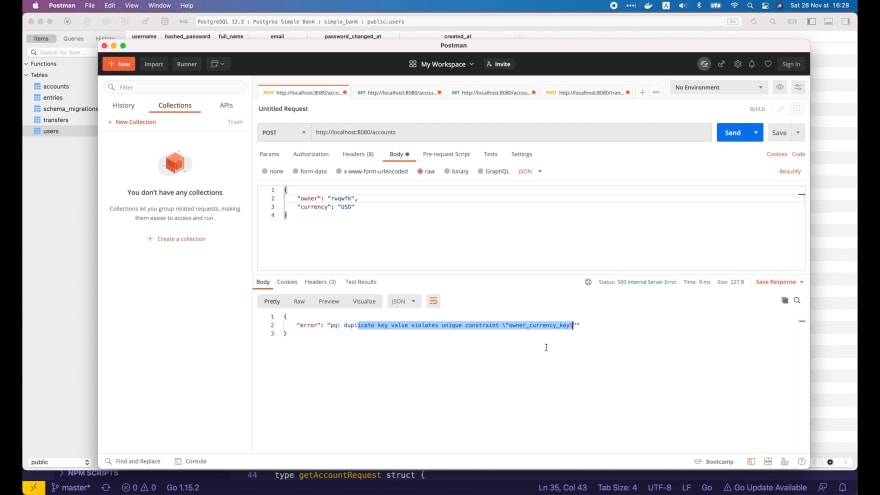 Postman File Edit View Window Help
Sat 28 Nov at 16:28
PostgreSQL 12.3 : Postgres Simple Bank : simple_bank : public.users
Items Queries
username hashed_password full_name email password_changed_at created_at
Search for item...
Functions
Tables
accounts
entries
schema_migrations
transfers
users
public
Postman
+ New Import Runner
My Workspace
Invite
Sign In
Filter
History Collections APIs
+ New Collection
Trash
You don't have any collections
Collections let you group related requests, making
them easier to access and run.
+ Create a collection
http://localhost:8080/acco...
GET http://localhost:8080/accou...
GET http://localhost:8080/accou...
POST http://localhost:8080/tran...
No Environment
Untitled Request
BUILD
POST
http://localhost:8080/accounts
Send
Save
Params Authorization Headers (8) Body Pre-request Script Tests Settings
Cookies Code
none form-data x-www-form-urlencoded raw binary GraphQL JSON
Beautify
1 {
2 "owner": "rwqwfk",
3 "currency": "USD"
4 }
Body Cookies Headers (3) Test Results
Status: 500 Internal Server Error Time: 9 ms Size: 227 B Save Response
Pretty Raw Preview Visualize JSON
1 {
2 "error": "pq: duplicate key value violates unique constraint \"owner_currency_key\""
3 }
Find and Replace Console
Bootcamp
NPM SCRIPTS
44 type getAccountRequest struct {
master* 0 0 Go 1.15.2
Ln 35, Col 43 Tab Size: 4 UTF-8 LF Go Go Update Available